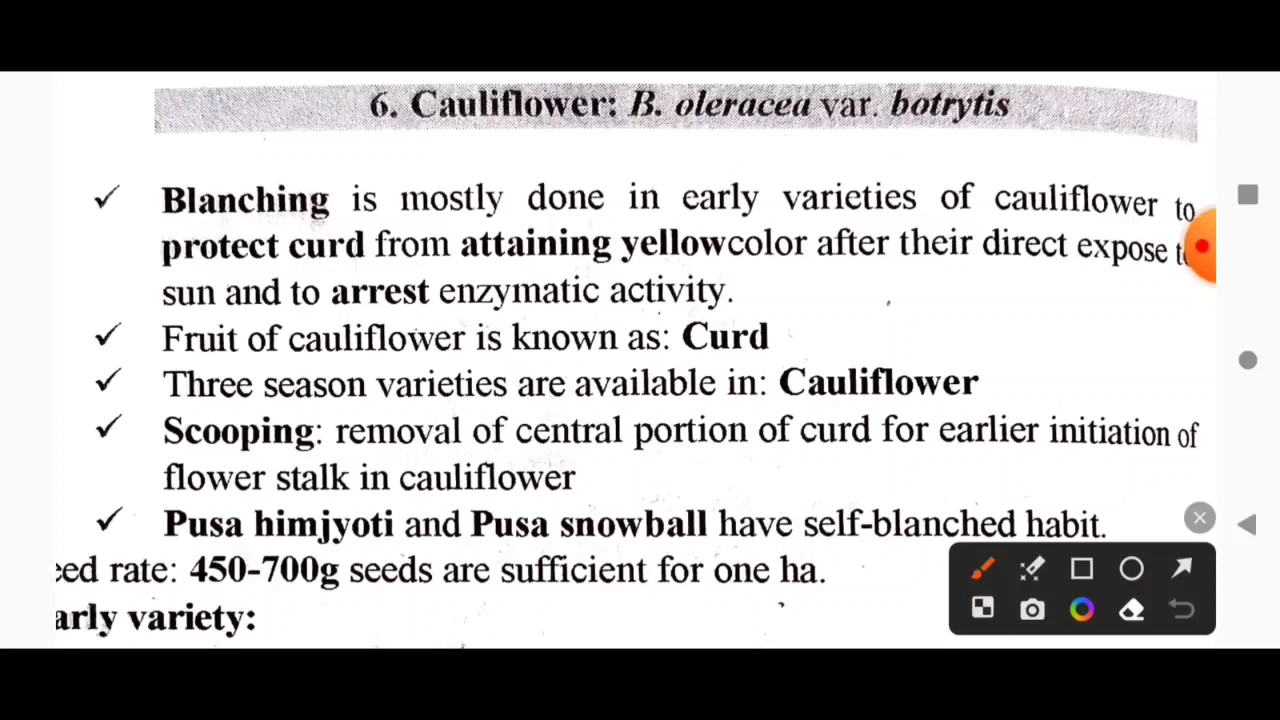 6. Cauliflower: B. oleracea var. botrytis
✓ Blanching is mostly done in early varieties of cauliflower to
protect curd from attaining yellowcolor after their direct expose
sun and to arrest enzymatic activity.
✓ Fruit of cauliflower is known as: Curd
✓ Three season varieties are available in: Cauliflower
✓ Scooping: removal of central portion of curd for earlier initiation of
flower stalk in cauliflower
✓ Pusa himjyoti and Pusa snowball have self-blanched habit.
eed rate: 450-700g seeds are sufficient for one ha.
arly variety: